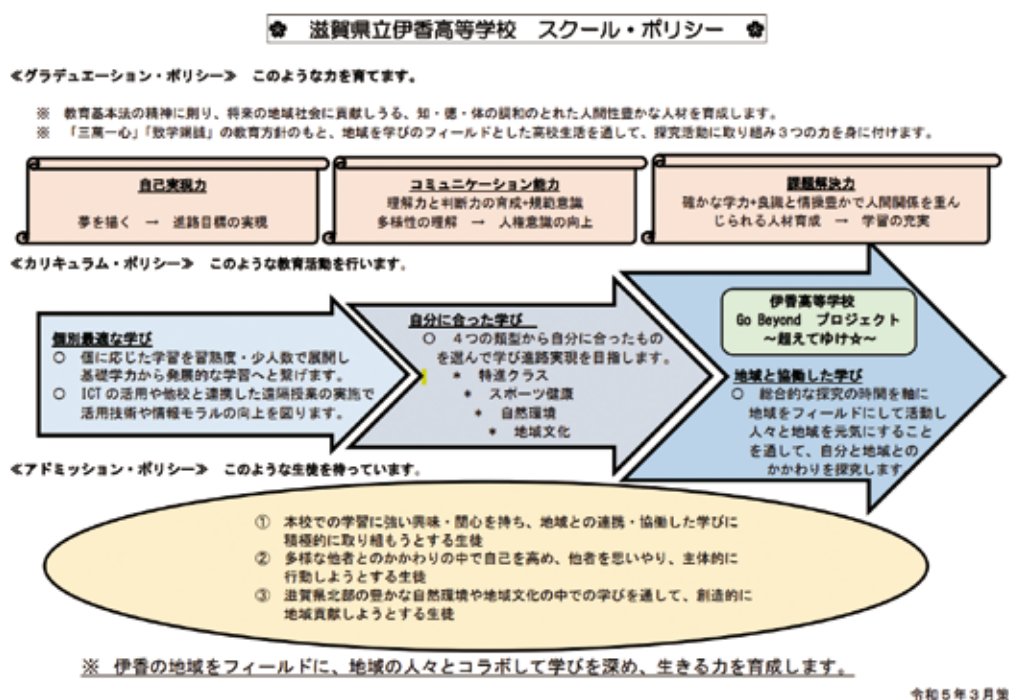 滋賀県立伊香高等学校 スクール・ポリシー
≪グラデュエーション・ポリシー≫ このような力を育てます。
※ 教育基本法の精神に則り、将来の地域社会に貢献しうる、知・徳・体の調和のとれた人間性豊かな人材を育成します。
※ 「三萬一心」「敩学端誠」の教育方針のもと、地域を学びのフィールドとした高校生活を通して、探究活動に取り組み3つの力を身に付けます。
自己実現力
夢を描く → 進路目標の実現
コミュニケーション能力
理解力と判断力の育成+規範意識
多様性の理解 → 人権意識の向上
課題解決力
確かな学力+良識と情操豊かで人間関係を重ん
じられる人材育成 → 学習の充実
≪カリキュラム・ポリシー≫ このような教育活動を行います。
個別最適な学び
○ 個に応じた学習を習熟度・少人数で展開し
基礎学力から発展的な学習へと繋げます。
○ ICTの活用や他校と連携した遠隔授業の実施で
活用技術や情報モラルの向上を図ります。
自分に合った学び
○ 4つの類型から自分に合ったもの
を選んで学び進路実現を目指します。
* 特進クラス
* スポーツ健康
* 自然環境
* 地域文化
伊香高等学校
Go Beyond プロジェクト
~超えてゆけ☆~
地域と協働した学び
○ 総合的な探究の時間を軸に
地域をフィールドにして活動し
人々と地域を元気にすること
を通して、自分と地域との
かかわりを探究します
≪アドミッション・ポリシー≫ このような生徒を待っています。
① 本校での学習に強い興味・関心を持ち、地域との連携・協働した学びに
積極的に取り組もうとする生徒
② 多様な他者とのかかわりの中で自己を高め、他者を思いやり、主体的に
行動しようとする生徒
③ 滋賀県北部の豊かな自然環境や地域文化の中での学びを通して、創造的に
地域貢献しようとする生徒
※ 伊香の地域をフィールドに、地域の人々とコラボして学びを深め、生きる力を育成します。
令和5年3月策